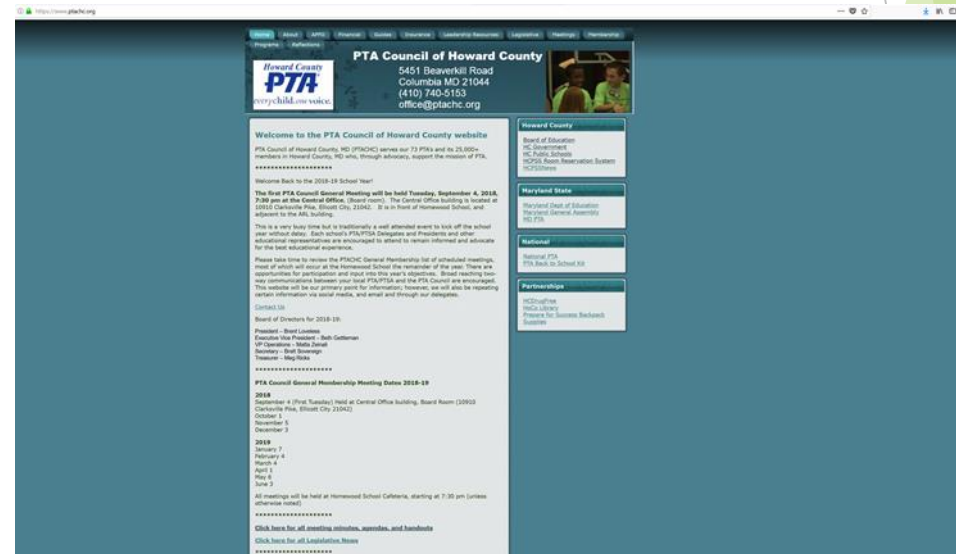 https://www.ptachc.org
Home About APFO Financial Guides Insurance Leadership Resources Legislative Meetings Membership
Programs Reflections
PTA Council of Howard County
5451 Beaverkill Road
Columbia MD 21044
(410) 740-5153
office@ptachc.org
Howard County
PTA
everychild.one voice.
Welcome to the PTA Council of Howard County website
PTA Council of Howard County, MD (PTACHC) serves our 73 PTA's and its 25,000+
members in Howard County, MD who, through advocacy, support the mission of PTA.
*********************
Welcome Back to the 2018-19 School Year!
The first PTA Council General Meeting will be held Tuesday, September 4, 2018,
7:30 pm at the Central Office, (Board room). The Central Office building is located at
10910 Clarksville Pike, Ellicott City, 21042. It is in front of Homewood School, and
adjacent to the ARL building.
This is a very busy time but is traditionally a well attended event to kick off the school
year without delay. Each school's PTA/PTSA Delegates and Presidents and other
educational representatives are encouraged to attend to remain informed and advocate
for the best educational experience.
Please take time to review the PTACHC General Membership list of scheduled meetings,
most of which will occur at the Homewood School the remainder of the year. There are
opportunities for participation and input into this year's objectives. Broad reaching two-
way communications between your local PTA/PTSA and the PTA Council are encouraged.
This website will be our primary point for information; however, we will also be repeating
certain information via social media, and email and through our delegates.
Contact Us
Board of Directors for 2018-19:
President – Brent Loveless
Executive Vice President – Beth Gottleman
VP Operations – Matta Zeinali
Secretary – Brett Sovereign
Treasurer – Meg Ricks
*********************
PTA Council General Membership Meeting Dates 2018-19
2018
September 4 (First Tuesday) Held at Central Office building, Board Room (10910
Clarksville Pike, Ellicott City 21042)
October 1
November 5
December 3
2019
January 7
February 4
March 4
April 1
May 6
June 3
All meetings will be held at Homewood School Cafeteria, starting at 7:30 pm (unless
otherwise noted)
*********************
Click here for all meeting minutes, agendas, and handouts
Click here for all Legislative News
*********************
Howard County
Board of Education
HC Government
HC Public Schools
HCPSS Room Reservation System
HCPSSNews
Maryland State
Maryland Dept of Education
Maryland General Assembly
MD PTA
National
National PTA
PTA Back to School Kit
Partnerships
HCDrugFree
HoCo Library
Prepare for Success Backpack
Supplies